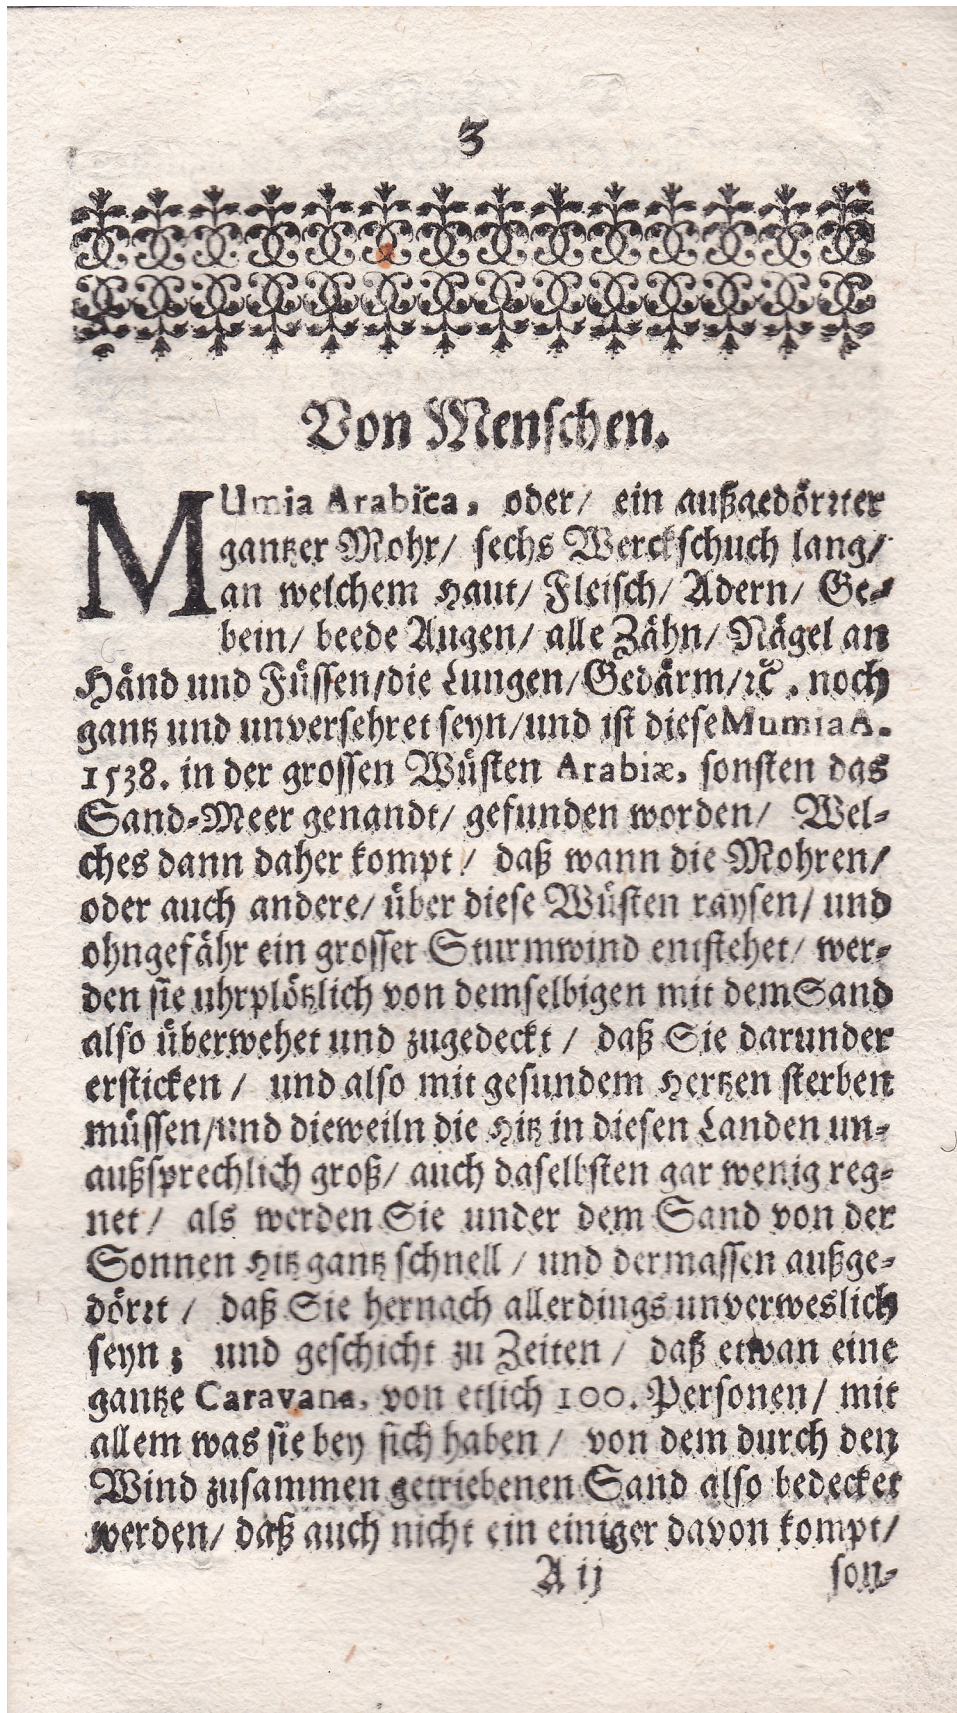 3
Von Menschen.
MUmia Arabica, oder/ ein außgedörrter
gantzer Mohr/ sechs Werckschuch lang/
an welchem Haut/ Fleisch/ Adern/ Ge-
bein/ beede Augen/ alle Zähn/ Nägel an
Händ und Füssen/die Lungen/Gedärm/ꝛc. noch
gantz und unversehret seyn/und ist diese Mumia A.
1538. in der grossen Wüsten Arabiæ, sonsten das
Sand-Meer genandt/ gefunden worden/ Wel-
ches dann daher kompt/ daß wann die Mohren/
oder auch andere/ über diese Wüsten raysen/ und
ohngefähr ein grosser Sturmwind entstehet/ wer-
den sie uhrplötzlich von demselbigen mit dem Sand
also überwehet und zugedeckt/ daß Sie darunder
ersticken/ und also mit gesundem Hertzen sterben
müssen/und dieweiln die Hitz in diesen Landen un-
außsprechlich groß/ auch daselbsten gar wenig reg-
net/ als werden Sie under dem Sand von der
Sonnen Hitz gantz schnell/ und dermassen außge-
dörrt/ daß Sie hernach allerdings unverweslich
seyn; und geschicht zu Zeiten/ daß etwan eine
gantze Caravana, von etlich 100. Personen/ mit
allem was sie bey sich haben/ von dem durch den
Wind zusammen getriebenen Sand also bedecket
werden/ daß auch nicht ein einiger davon kompt/
A ij son-